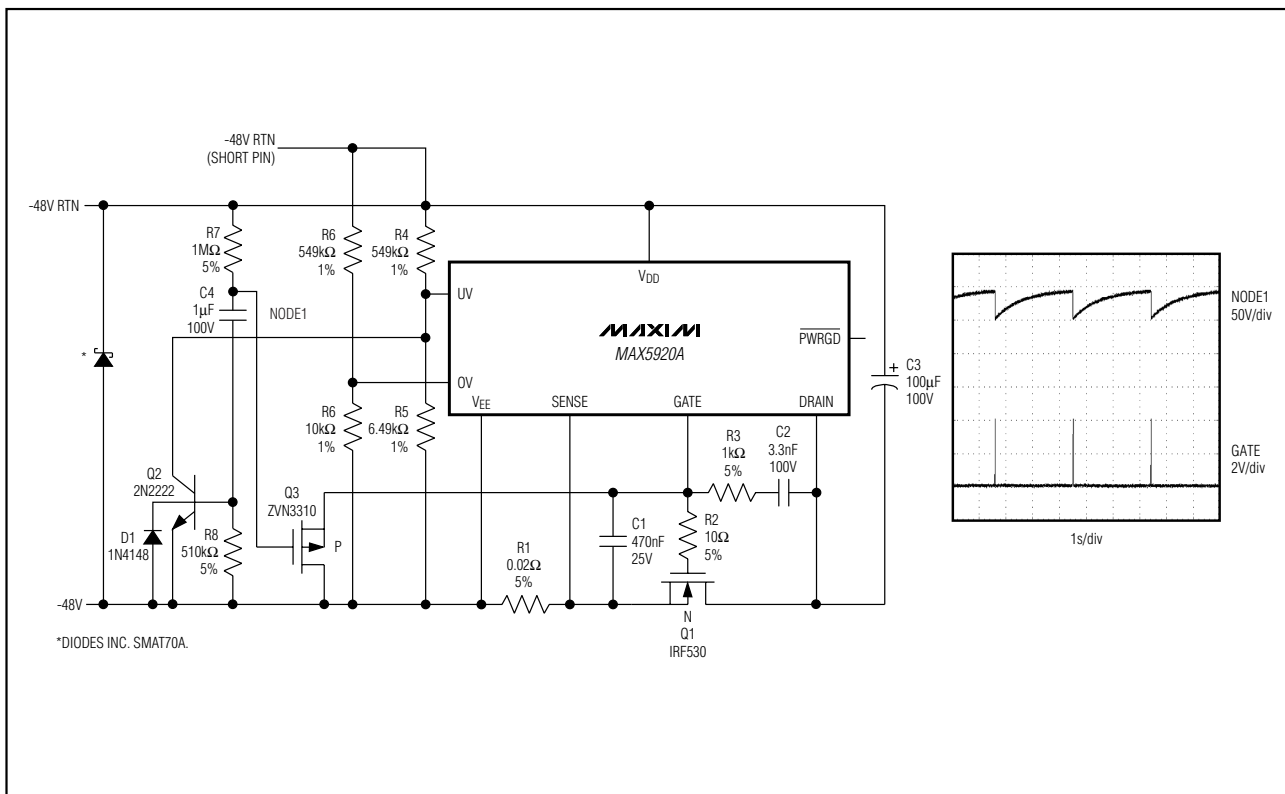 -48V RTN
(SHORT PIN)
-48V RTN
R7
1MΩ
5%
R6
549kΩ
1%
R4
549kΩ
1%
C4
1µF
100V
NODE1
*
VDD
UV
MAXIM
MAX5920A
PWRGD
OV
VEE
SENSE
GATE
DRAIN
C3
100µF
100V
+
R6
10kΩ
1%
R5
6.49kΩ
1%
Q2
2N2222
Q3
ZVN3310
P
D1
1N4148
R8
510kΩ
5%
R1
0.02Ω
5%
C1
470nF
25V
R3
1kΩ
5%
C2
3.3nF
100V
R2
10Ω
5%
-48V
N
Q1
IRF530
*DIODES INC. SMAT70A.
NODE1
50V/div
GATE
2V/div
1s/div